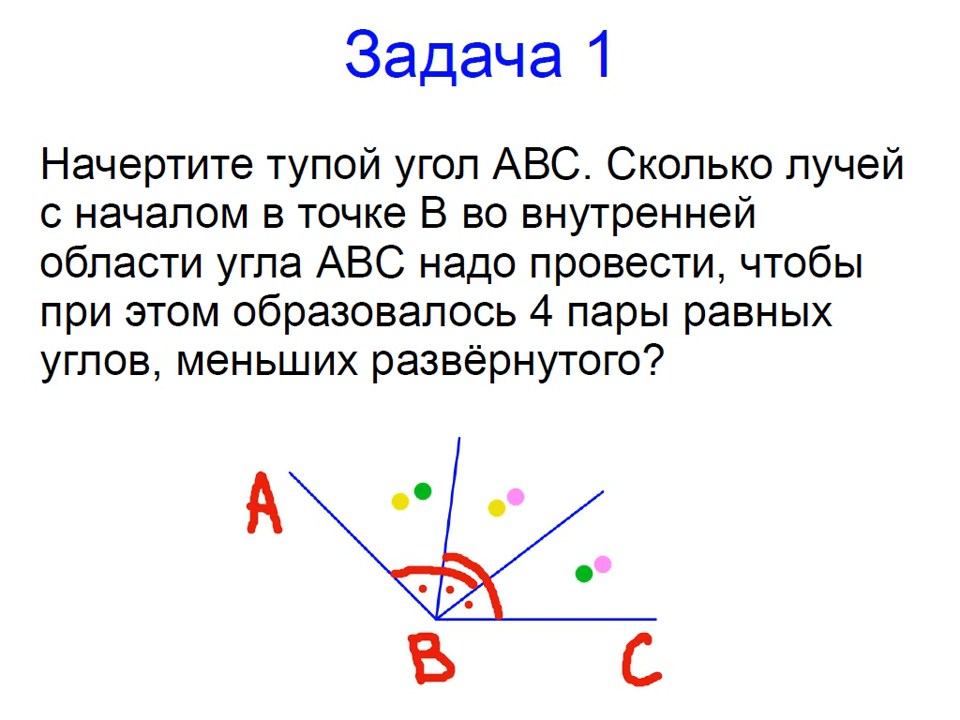 Задача 1
Начертите тупой угол АВС. Сколько лучей
с началом в точке В во внутренней
области угла АВС надо провести, чтобы
при этом образовалось 4 пары равных
углов, меньших развёрнутого?
A
B
C